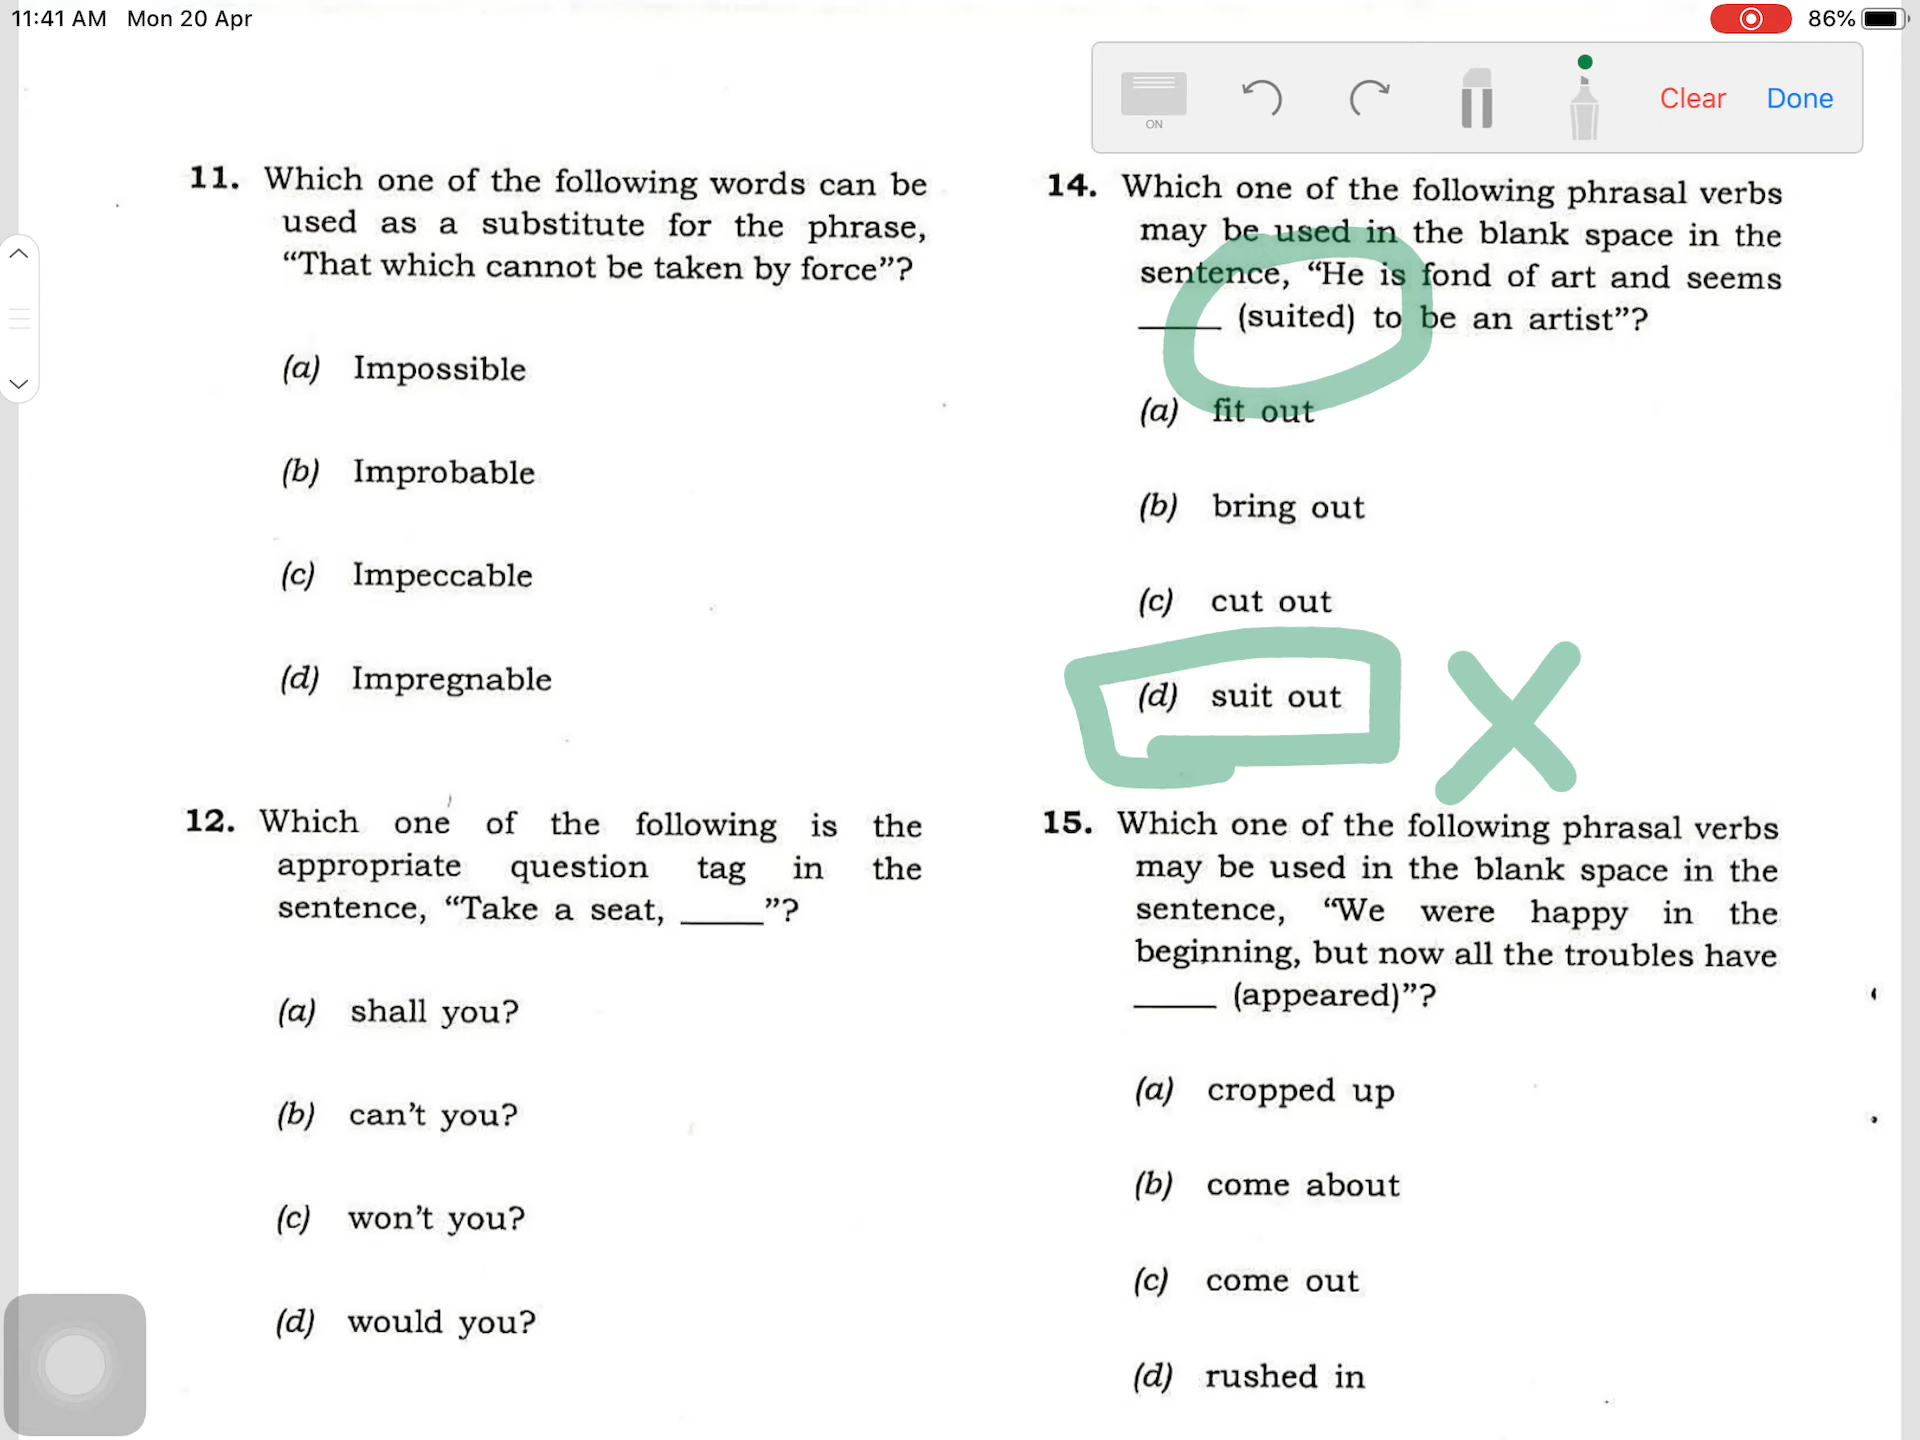 11:41 AM Mon 20 Apr
86%
ON
Clear Done
11. Which one of the following words can be
used as a substitute for the phrase,
“That which cannot be taken by force”?
(a) Impossible
(b) Improbable
(c) Impeccable
(d) Impregnable
12. Which one of the following is the
appropriate question tag in the
sentence, “Take a seat, _____”?
(a) shall you?
(b) can’t you?
(c) won’t you?
(d) would you?
14. Which one of the following phrasal verbs
may be used in the blank space in the
sentence, “He is fond of art and seems
_____ (suited) to be an artist”?
(a) fit out
(b) bring out
(c) cut out
(d) suit out
15. Which one of the following phrasal verbs
may be used in the blank space in the
sentence, “We were happy in the
beginning, but now all the troubles have
_____ (appeared)”?
(a) cropped up
(b) come about
(c) come out
(d) rushed in